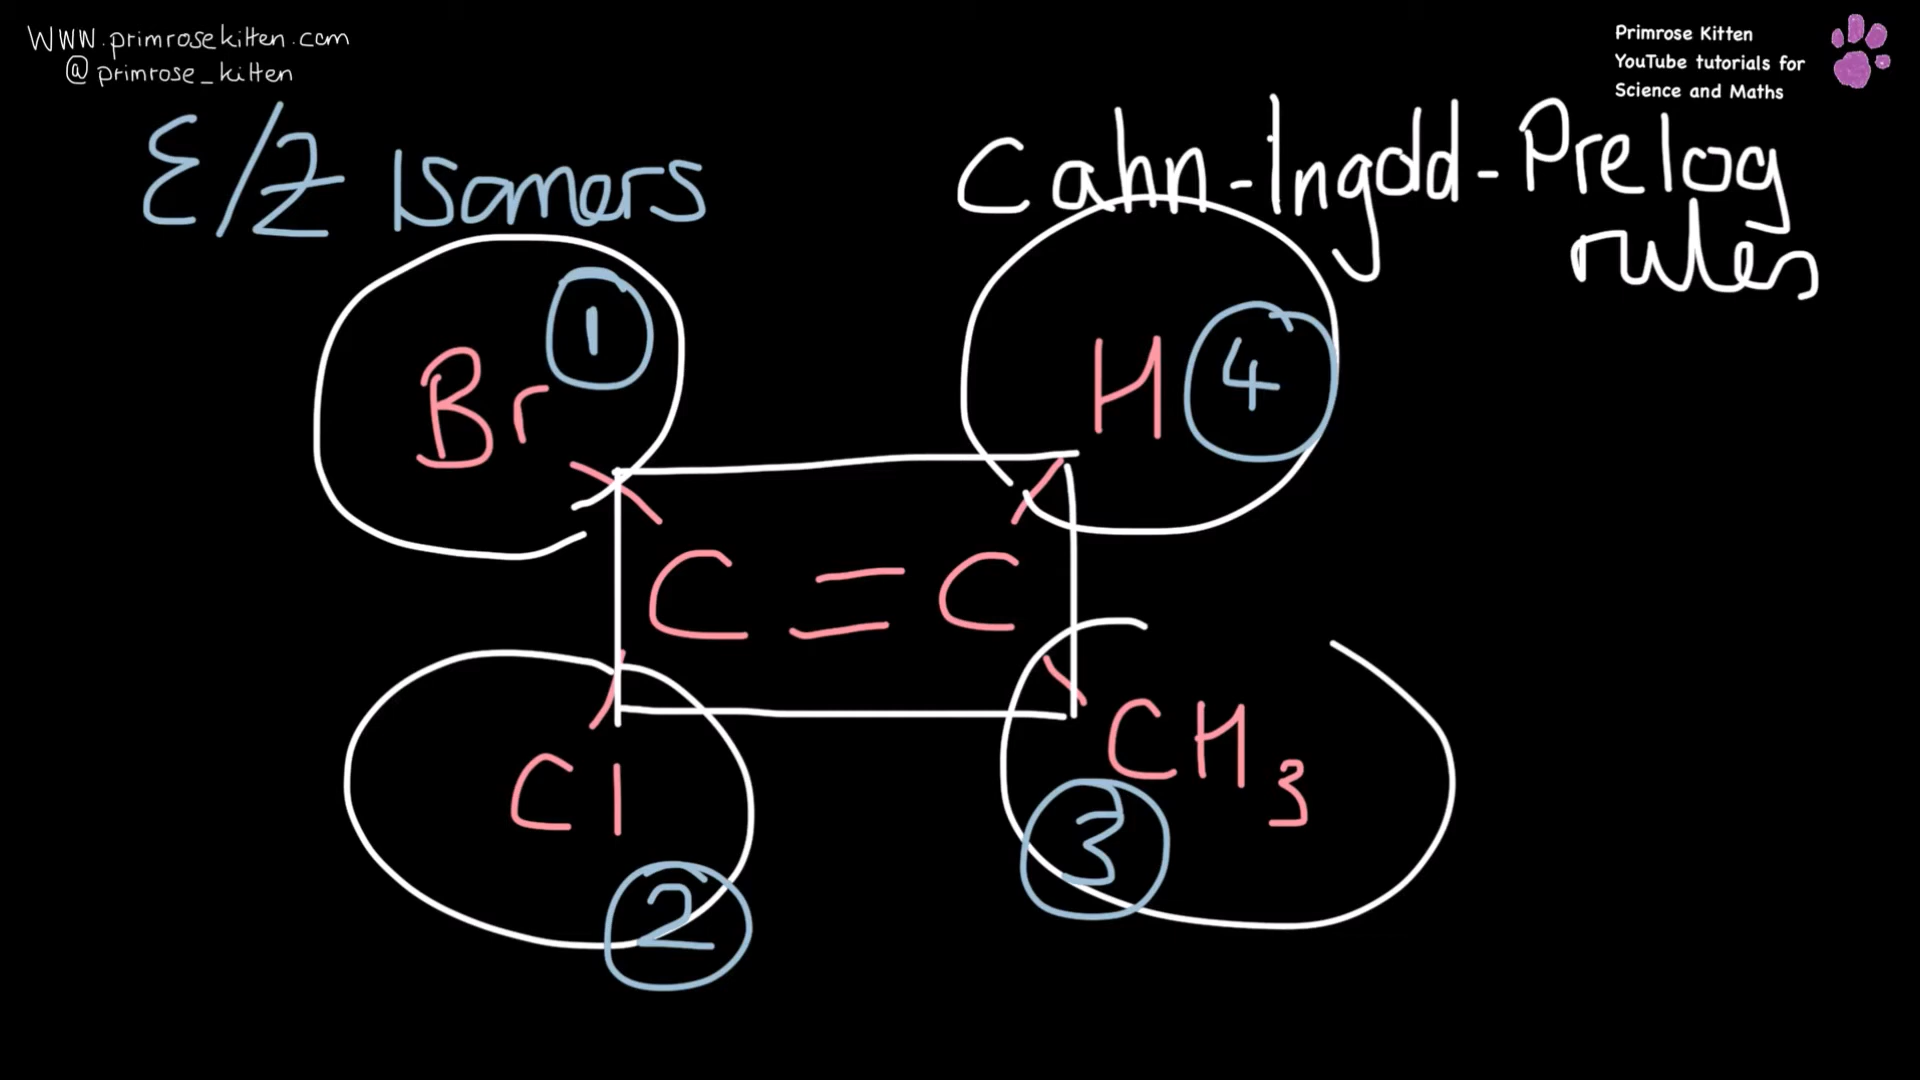 www.primrosekitten.com
@primrose_kitten
Primrose Kitten
YouTube tutorials for
Science and Maths
E/Z Isomers
Cahn-Ingold-Prelog
rules
1
Br
H 4
C=C
Cl
CH3
2
3